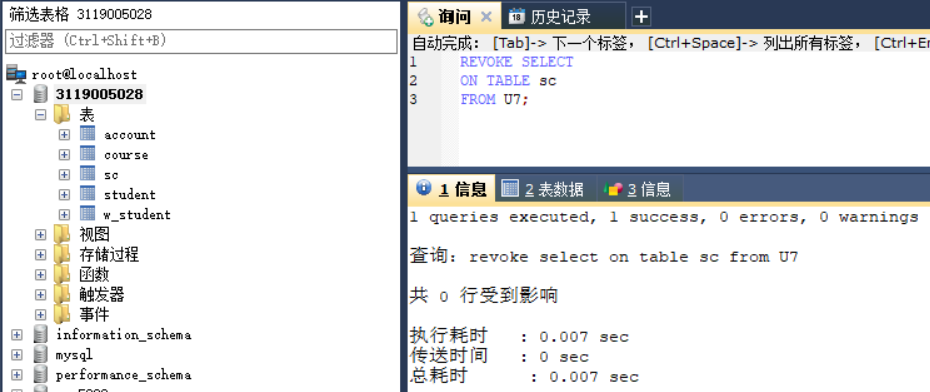 筛选表格 3119005028
过滤器 (Ctrl+Shift+B)
root@localhost
3119005028
表
account
course
sc
student
w_student
视图
存储过程
函数
触发器
事件
information_schema
mysql
performance_schema
询问
历史记录
自动完成: [Tab]-> 下一个标签, [Ctrl+Space]-> 列出所有标签, [Ctrl+En
1 REVOKE SELECT
2 ON TABLE sc
3 FROM U7;
1 信息
2 表数据
3 信息
1 queries executed, 1 success, 0 errors, 0 warnings
查询: revoke select on table sc from U7
共 0 行受到影响
执行耗时 : 0.007 sec
传送时间 : 0 sec
总耗时 : 0.007 sec